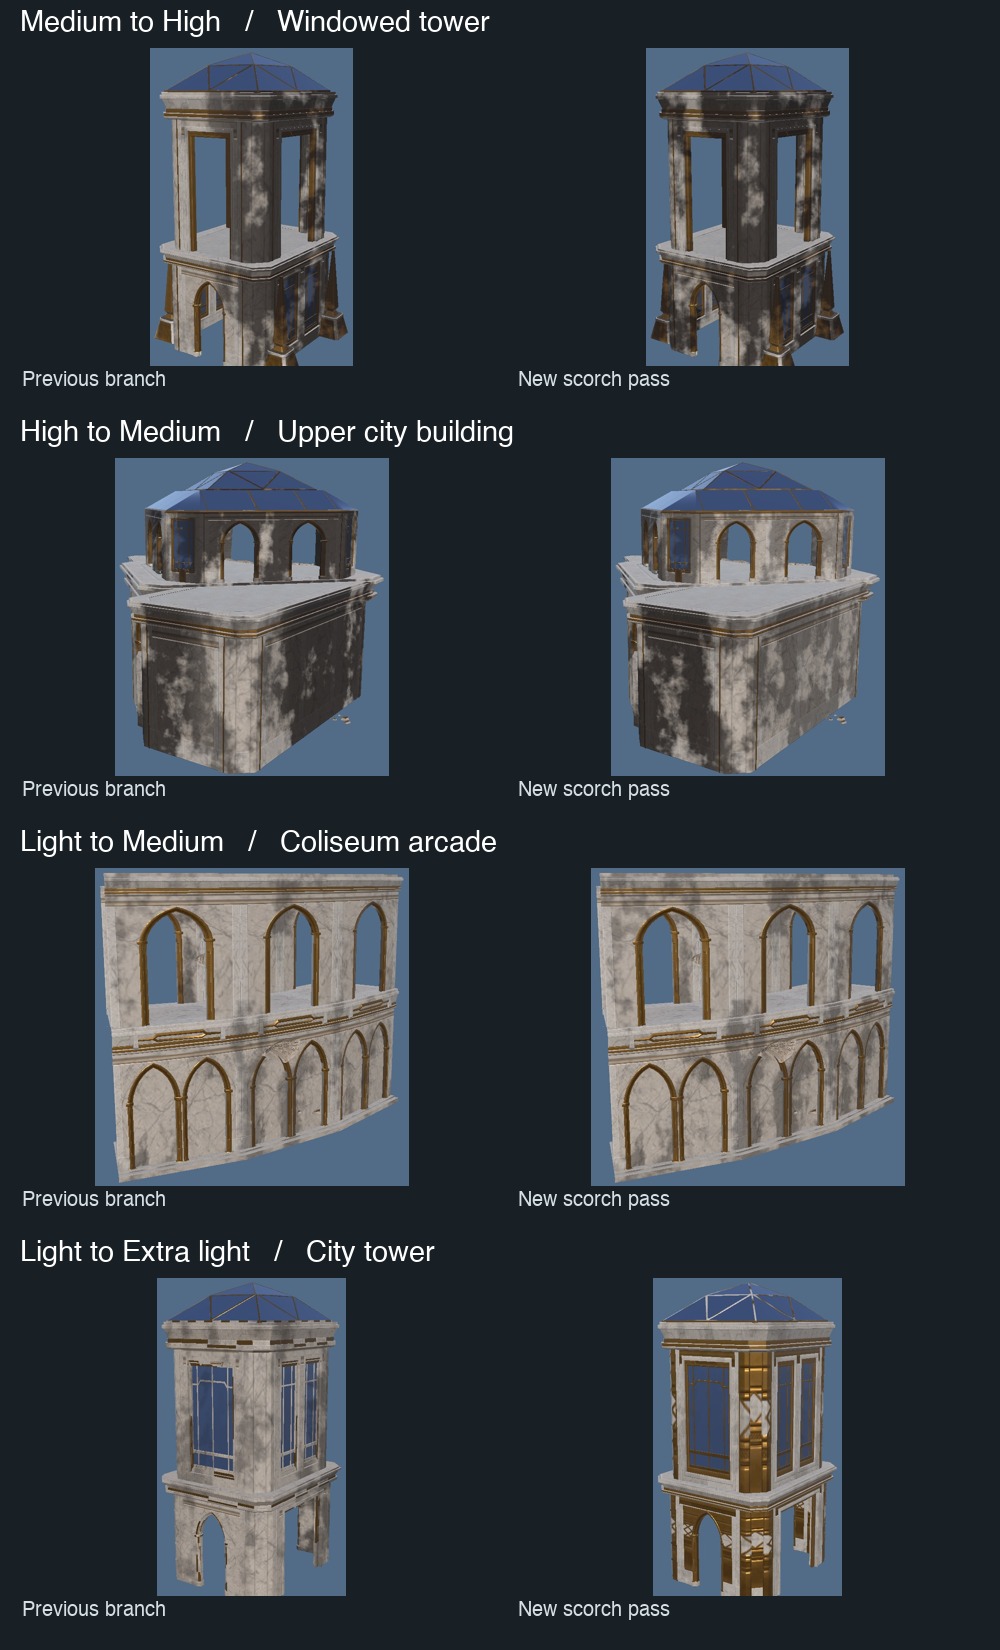 Medium to High / Windowed tower
Previous branch
New scorch pass
High to Medium / Upper city building
Previous branch
New scorch pass
Light to Medium / Coliseum arcade
Previous branch
New scorch pass
Light to Extra light / City tower
Previous branch
New scorch pass